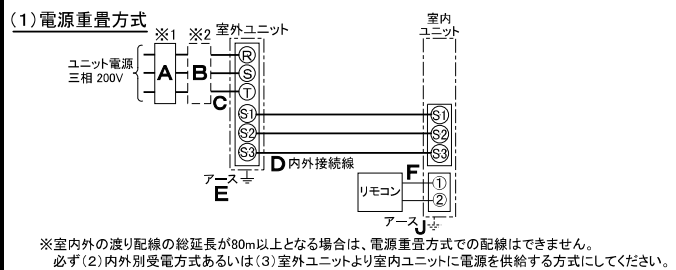 (1)電源重畳方式
※1
※2
室外ユニット
室内
ユニット
ユニット電源
三相 200V
A
B
C
R
S
T
S1
S2
S3
S1
S2
S3
D 内外接続線
アース
E
F
リモコン
①
②
アース J
※室内外の渡り配線の総延長が80m以上となる場合は、電源重畳方式での配線はできません。
必ず(2)内外別受電方式あるいは(3)室外ユニットより室内ユニットに電源を供給する方式にしてください。